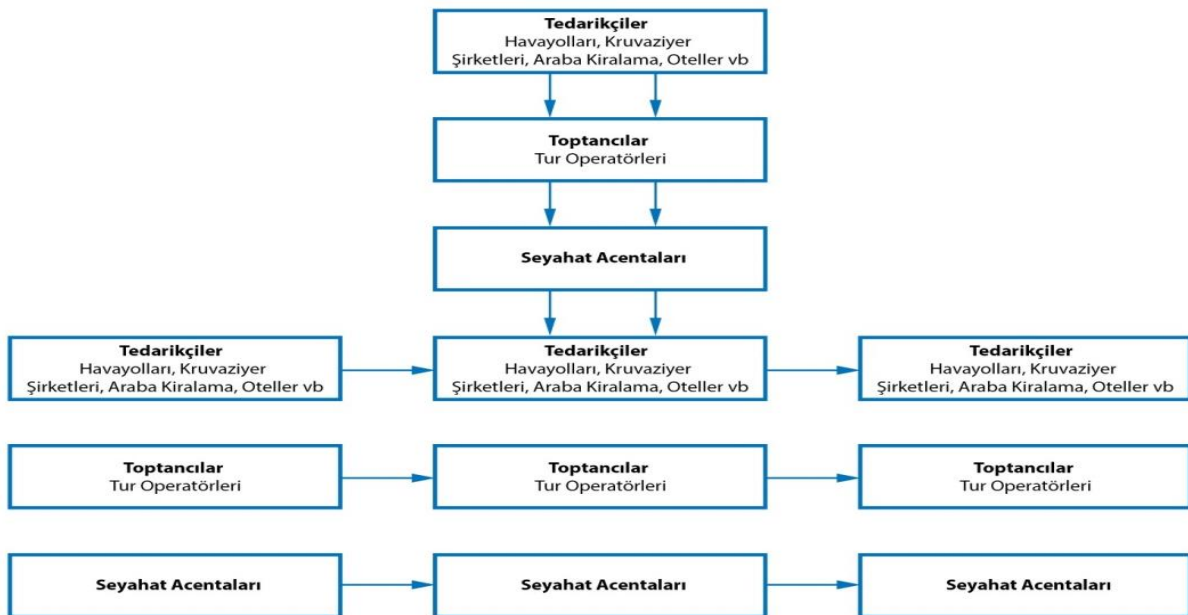 Tedarikçiler
Havayolları, Kruvaziyer
Şirketleri, Araba Kiralama, Oteller vb
Toptancılar
Tur Operatörleri
Seyahat Acentaları
Tedarikçiler
Havayolları, Kruvaziyer
Şirketleri, Araba Kiralama, Oteller vb
Tedarikçiler
Havayolları, Kruvaziyer
Şirketleri, Araba Kiralama, Oteller vb
Tedarikçiler
Havayolları, Kruvaziyer
Şirketleri, Araba Kiralama, Oteller vb
Toptancılar
Tur Operatörleri
Toptancılar
Tur Operatörleri
Toptancılar
Tur Operatörleri
Seyahat Acentaları
Seyahat Acentaları
Seyahat Acentaları